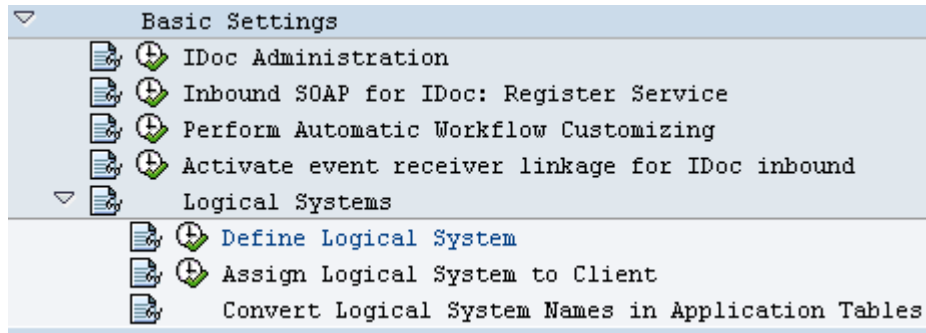 Basic Settings
IDoc Administration
Inbound SOAP for IDoc: Register Service
Perform Automatic Workflow Customizing
Activate event receiver linkage for IDoc inbound
Logical Systems
Define Logical System
Assign Logical System to Client
Convert Logical System Names in Application Tables